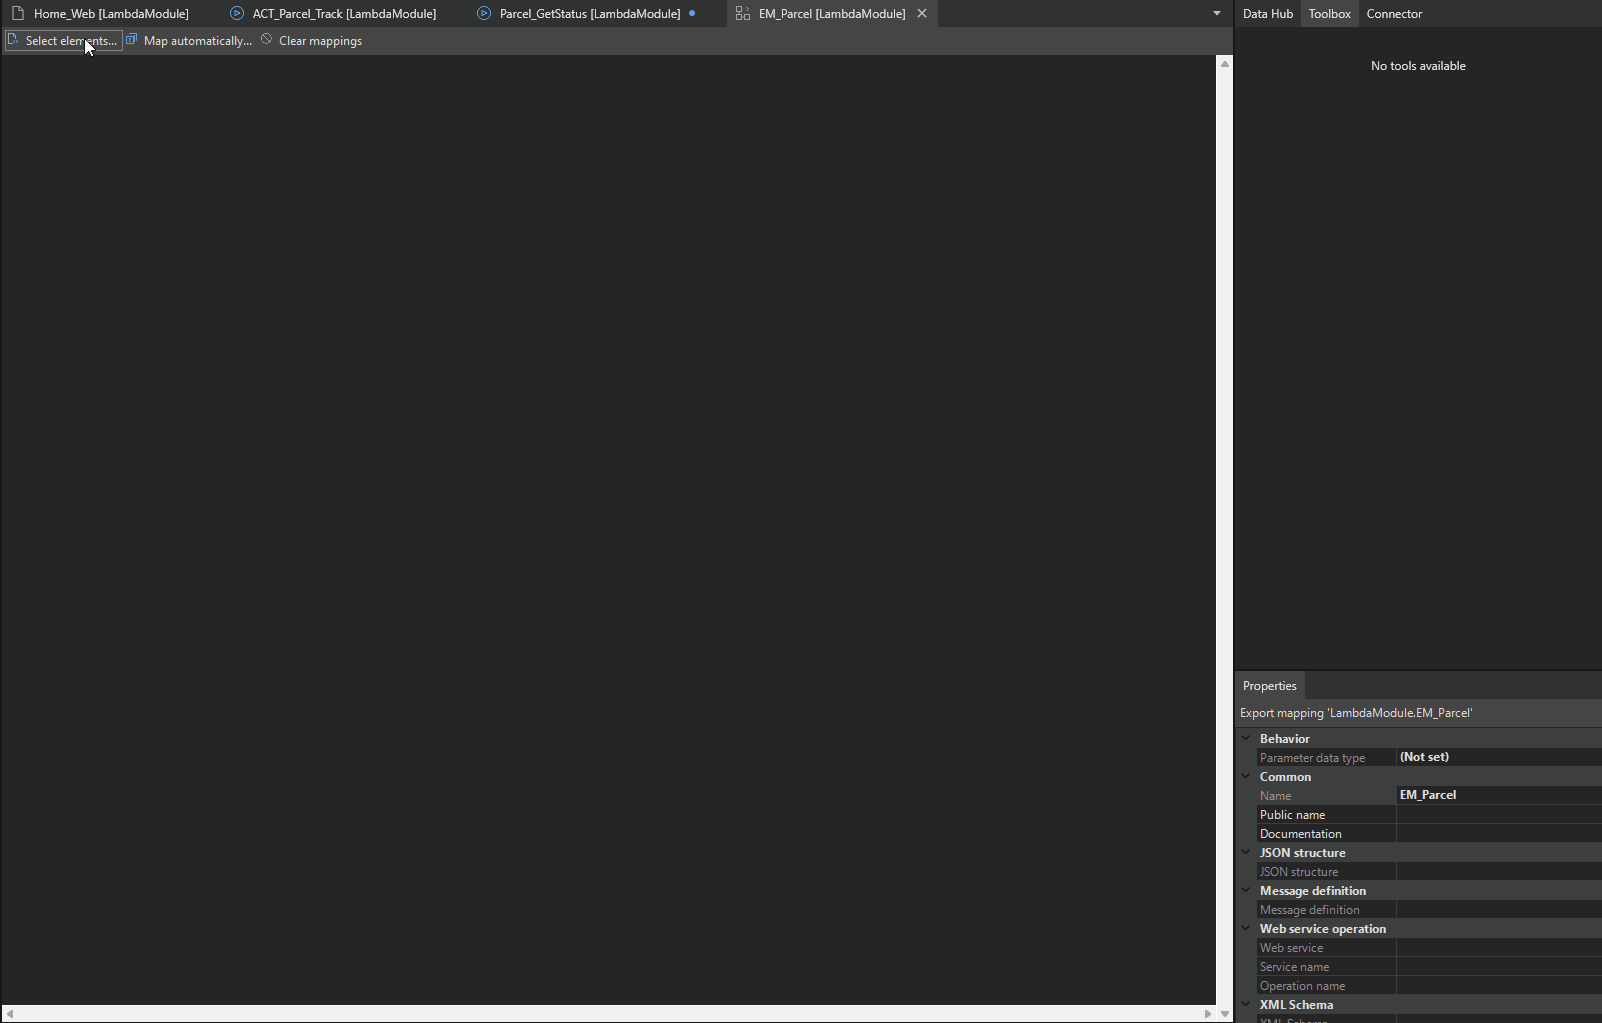 Home_Web [LambdaModule]
ACT_Parcel_Track [LambdaModule]
Parcel_GetStatus [LambdaModule]
EM_Parcel [LambdaModule]
Data Hub
Toolbox
Connector
Select elements...
Map automatically...
Clear mappings
No tools available
Properties
Export mapping 'LambdaModule.EM_Parcel'
Behavior
Parameter data type (Not set)
Common
Name EM_Parcel
Public name
Documentation
JSON structure
JSON structure
Message definition
Message definition
Web service operation
Web service
Service name
Operation name
XML Schema
XML Schema